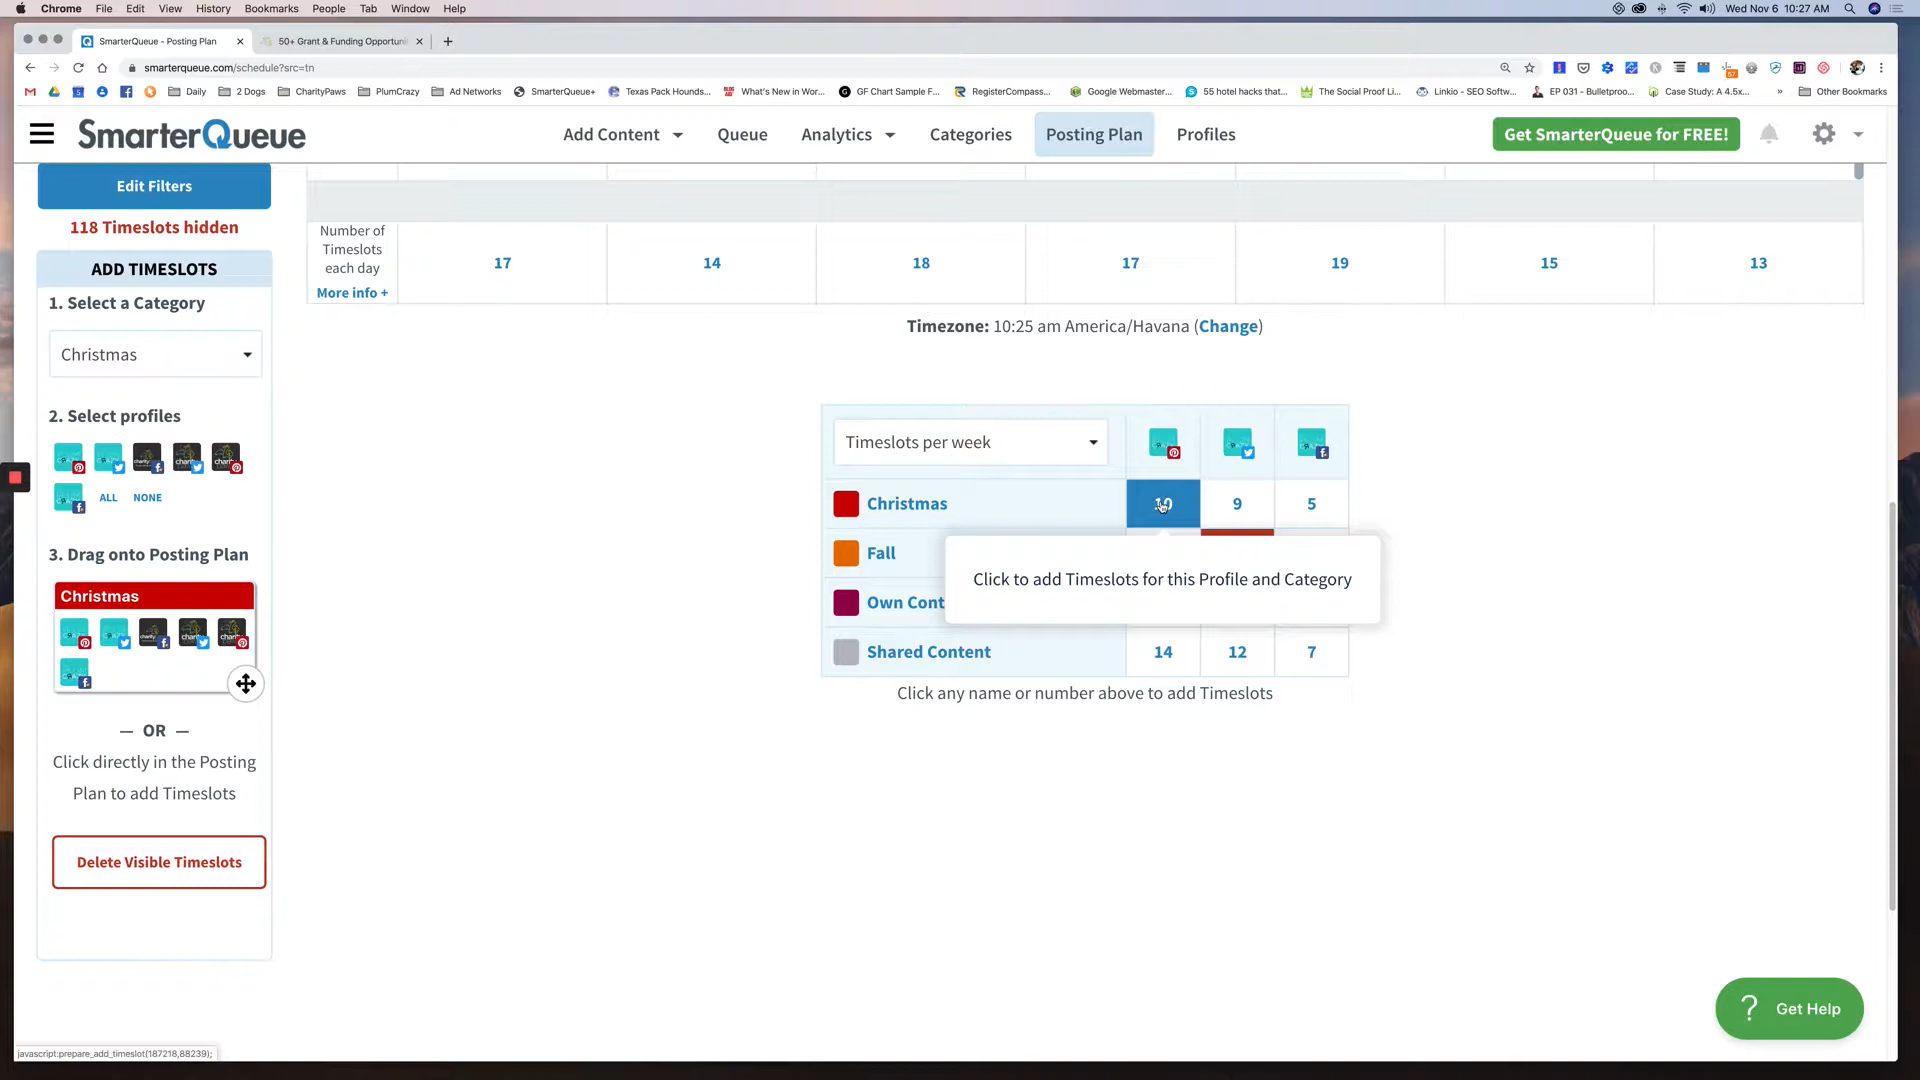 Chrome File Edit View History Bookmarks People Tab Window Help Wed Nov 6 10:27 AM
SmarterQueue - Posting Plan 50+ Grant & Funding Opportuni
smarterqueue.com/schedule?src=tn
Daily 2 Dogs CharityPaws PlumCrazy Ad Networks SmarterQueue+ Texas Pack Hounds... What's New in Wor... GF Chart Sample F... RegisterCompass... Google Webmaster... 55 hotel hacks that... The Social Proof Li... Linkio - SEO Softw... EP 031 - Bulletproo... Case Study: A 4.5x... » Other Bookmarks
SmarterQueue Add Content Queue Analytics Categories Posting Plan Profiles Get SmarterQueue for FREE!
Edit Filters
118 Timeslots hidden
ADD TIMESLOTS
1. Select a Category
Christmas
2. Select profiles
ALL NONE
3. Drag onto Posting Plan
Christmas
— OR —
Click directly in the Posting
Plan to add Timeslots
Delete Visible Timeslots
Number of
Timeslots
each day
More info +
17 14 18 17 19 15 13
Timezone: 10:25 am America/Havana (Change)
Timeslots per week
Christmas 10 9 5
Fall
Own Cont
Click to add Timeslots for this Profile and Category
Shared Content 14 12 7
Click any name or number above to add Timeslots
? Get Help
javascript:prepare_add_timeslot(187218,88239);